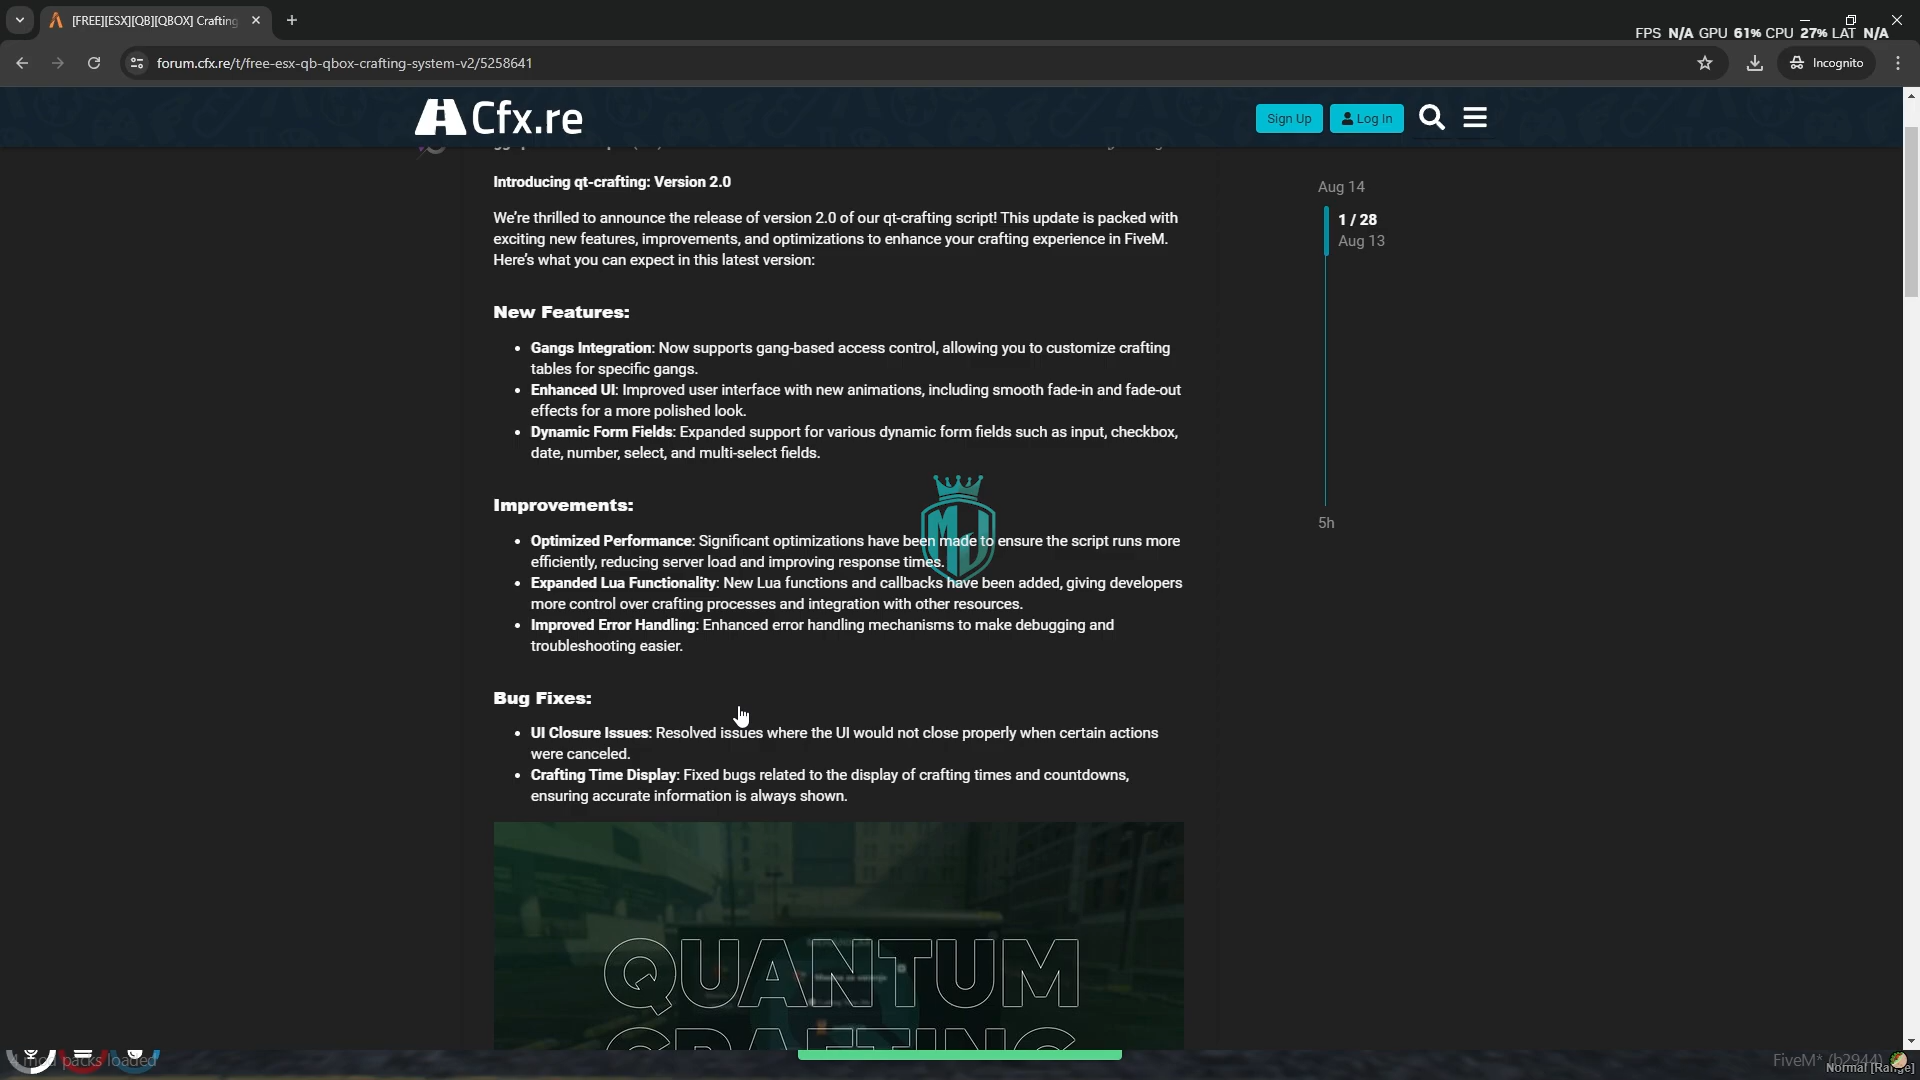 [FREE][ESX][QB][QBOX] Crafting
FPS N/A GPU 61% CPU 27% LAT N/A
forum.cfx.re/t/free-esx-qb-qbox-crafting-system-v2/5258641
Incognito
Cfx.re
Sign Up
Log In
Introducing qt-crafting: Version 2.0
We're thrilled to announce the release of version 2.0 of our qt-crafting script! This update is packed with
exciting new features, improvements, and optimizations to enhance your crafting experience in FiveM.
Here's what you can expect in this latest version:
Aug 14
1 / 28
Aug 13
New Features:
• Gangs Integration: Now supports gang-based access control, allowing you to customize crafting
tables for specific gangs.
• Enhanced UI: Improved user interface with new animations, including smooth fade-in and fade-out
effects for a more polished look.
• Dynamic Form Fields: Expanded support for various dynamic form fields such as input, checkbox,
date, number, select, and multi-select fields.
MJ
5h
Improvements:
• Optimized Performance: Significant optimizations have been made to ensure the script runs more
efficiently, reducing server load and improving response times.
• Expanded Lua Functionality: New Lua functions and callbacks have been added, giving developers
more control over crafting processes and integration with other resources.
• Improved Error Handling: Enhanced error handling mechanisms to make debugging and
troubleshooting easier.
Bug Fixes:
• UI Closure Issues: Resolved issues where the UI would not close properly when certain actions
were canceled.
• Crafting Time Display: Fixed bugs related to the display of crafting times and countdowns,
ensuring accurate information is always shown.
QUANTUM
CRAFTING
packs loaded
FiveM* (b2944)
Normal [Range]